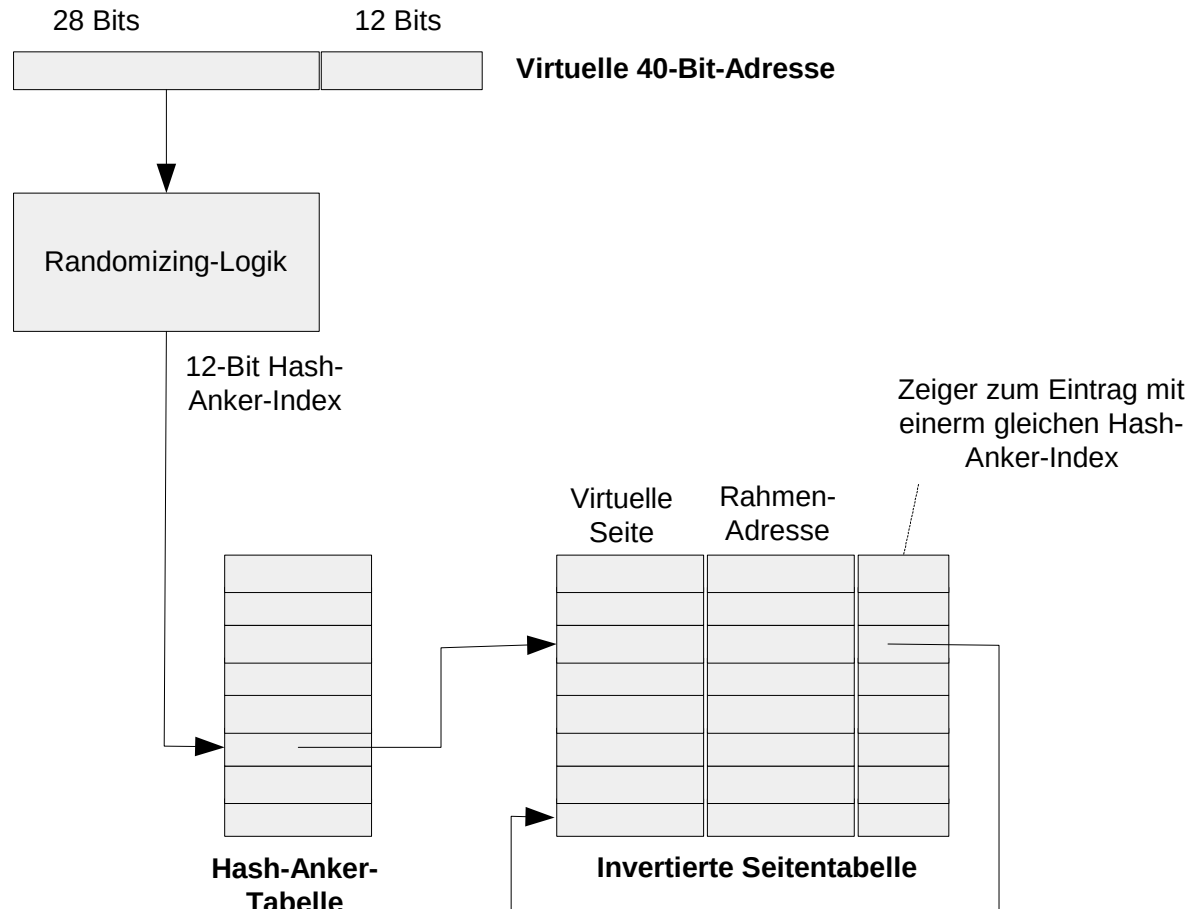 28 Bits
12 Bits
Virtuelle 40-Bit-Adresse
Randomizing-Logik
12-Bit Hash-
Anker-Index
Zeiger zum Eintrag mit
einerm gleichen Hash-
Anker-Index
Virtuelle
Seite
Rahmen-
Adresse
Hash-Anker-
Tabelle
Invertierte Seitentabelle